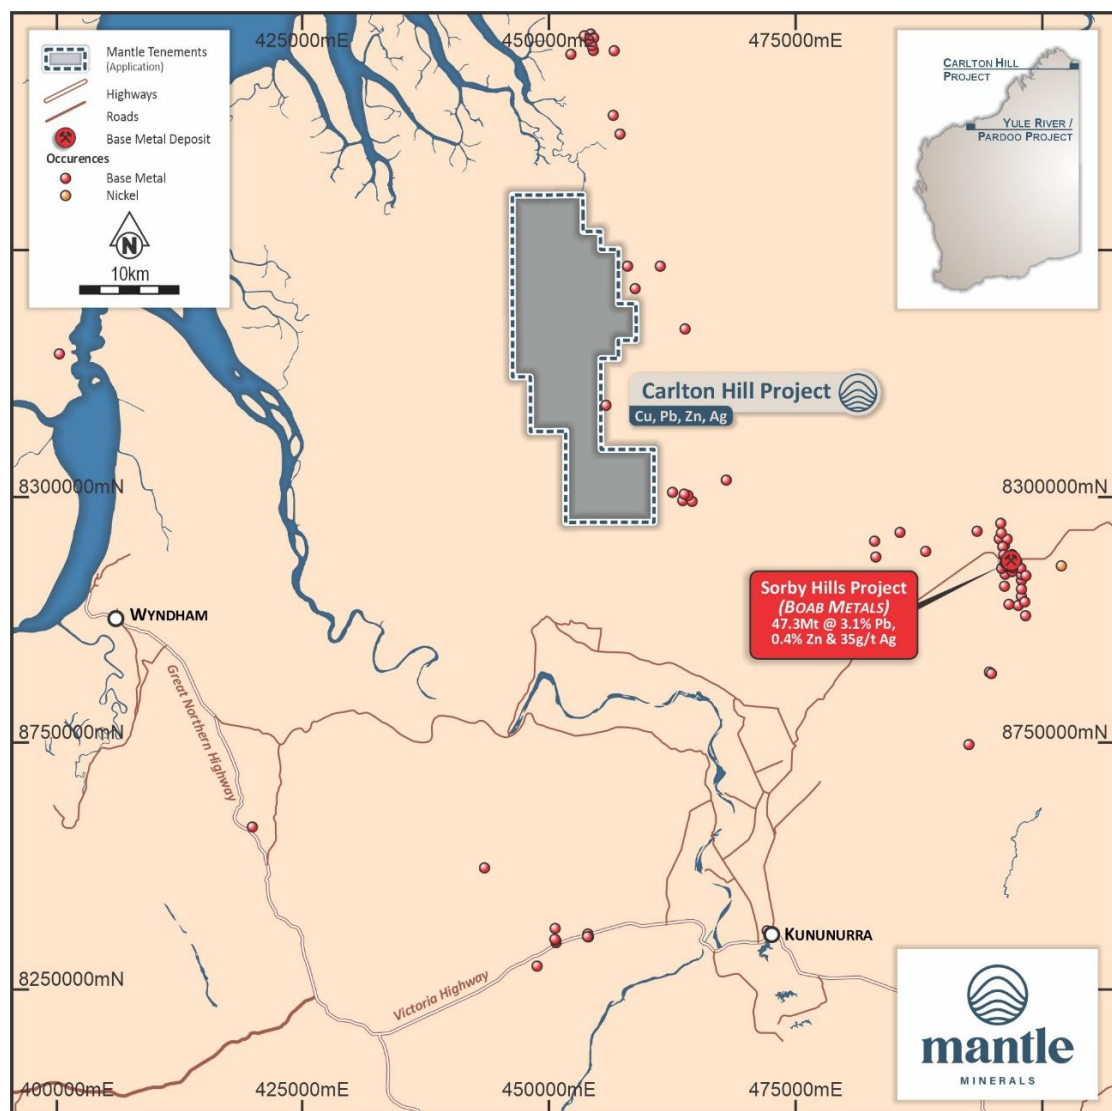 425000mE
450000mE
475000mE
Mantle Tenements
(Application)
Highways
Roads
Base Metal Deposit
Occurences
Base Metal
Nickel
N
10km
CARLTON HILL
PROJECT
YULE RIVER /
PARDOO PROJECT
Carlton Hill Project
Cu, Pb, Zn, Ag
8300000mN
8300000mN
Sorby Hills Project
(BOAB METALS)
47.3Mt @ 3.1% Pb,
0.4% Zn & 35g/t Ag
WYNDHAM
Great Northern Highway
8750000mN
8750000mN
KUNUNURRA
Victoria Highway
8250000mN
mantle
MINERALS
400000mE
425000mE
450000mE
475000mE